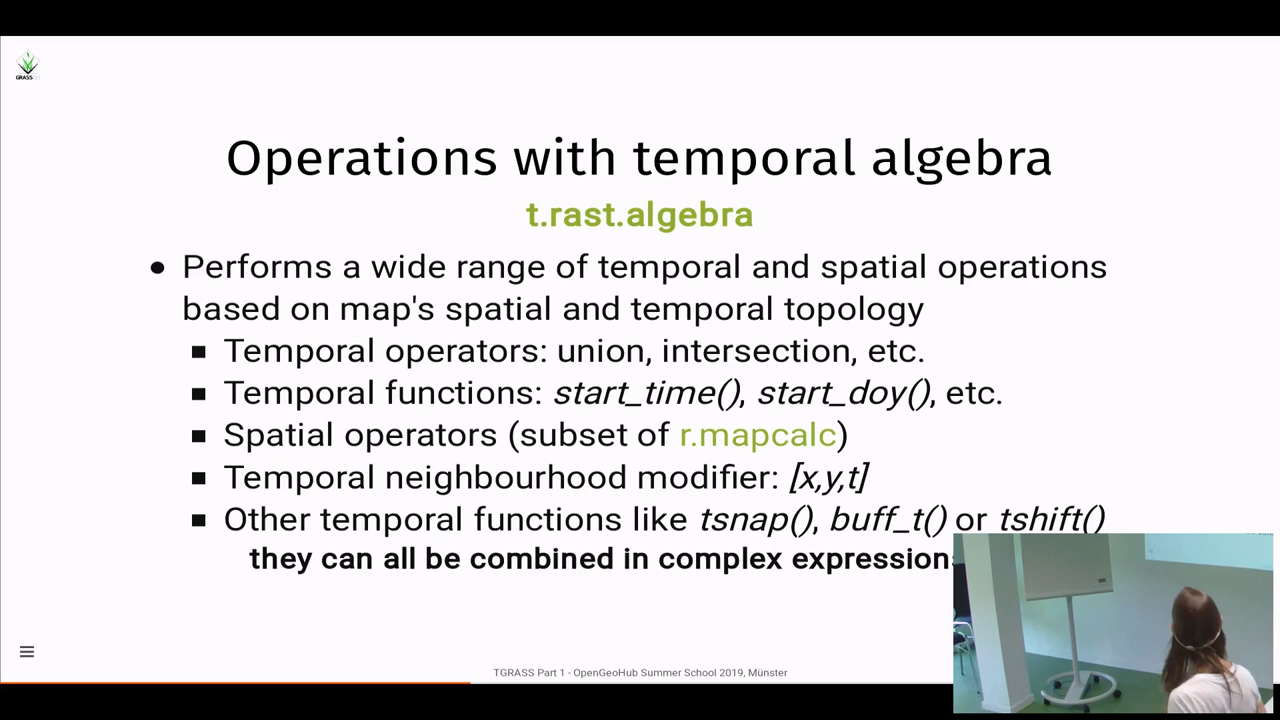 GRASS
Operations with temporal algebra
t.rast.algebra
Performs a wide range of temporal and spatial operations
based on map's spatial and temporal topology
Temporal operators: union, intersection, etc.
Temporal functions: start_time(), start_doy(), etc.
Spatial operators (subset of r.mapcalc)
Temporal neighbourhood modifier: [x,y,t]
Other temporal functions like tsnap(), buff_t() or tshift()
they can all be combined in complex expression
TGRASS Part 1 - OpenGeoHub Summer School 2019, Münster